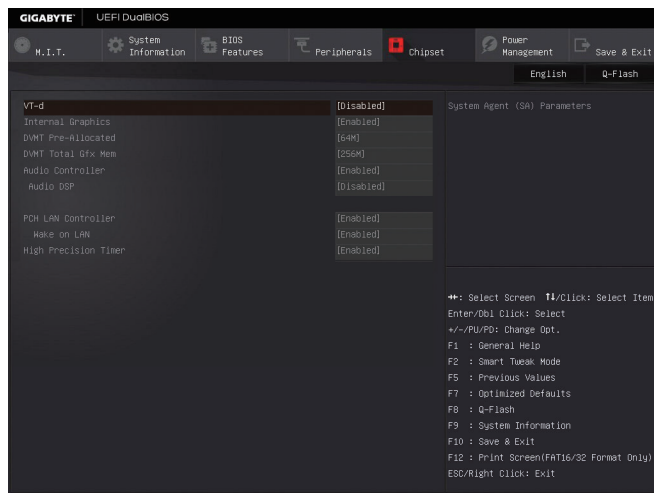 GIGABYTE™ UEFI DualBIOS
M.I.T.
System Information
BIOS Features
Peripherals
Chipset
Power Management
Save & Exit
English Q-Flash
VT-d [Disabled]
Internal Graphics [Enabled]
DVMT Pre-Allocated [64M]
DVMT Total Gfx Mem [256M]
Audio Controller [Enabled]
Audio DSP [Disabled]
PCH LAN Controller [Enabled]
Wake on LAN [Enabled]
High Precision Timer [Enabled]
System Agent (SA) Parameters
→←: Select Screen ↑↓/Click: Select Item
Enter/Dbl Click: Select
+/-/PU/PD: Change Opt.
F1 : General Help
F2 : Smart Tweak Mode
F5 : Previous Values
F7 : Optimized Defaults
F8 : Q-Flash
F9 : System Information
F10 : Save & Exit
F12 : Print Screen(FAT16/32 Format Only)
ESC/Right Click: Exit